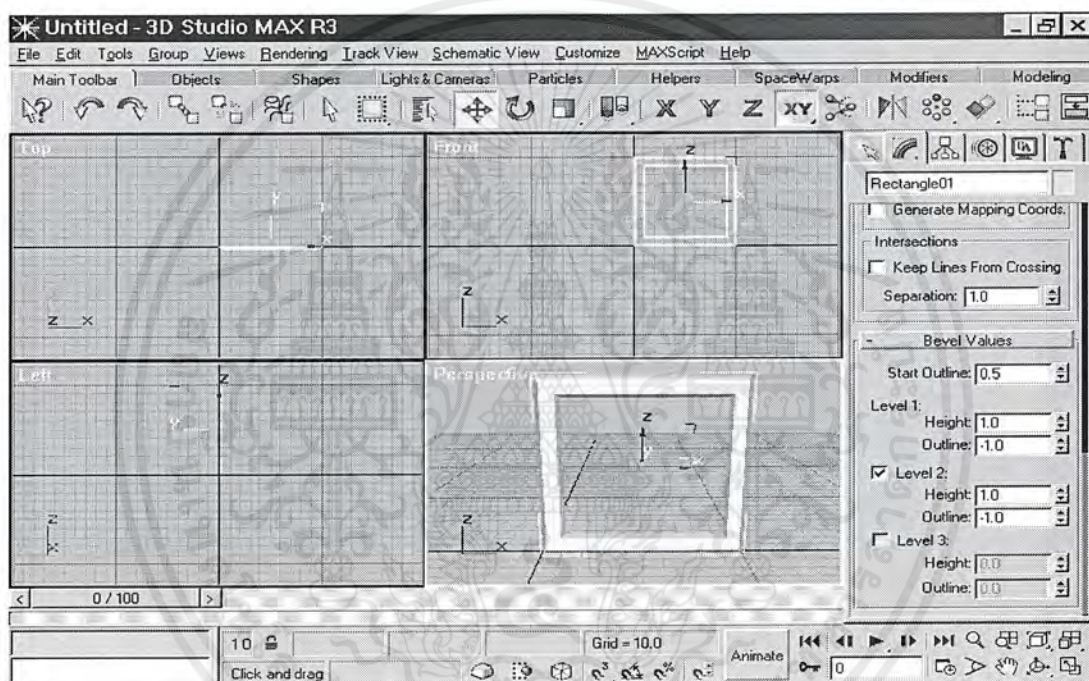 Untitled - 3D Studio MAX R3
File Edit Tools Group Views Rendering Track View Schematic View Customize MAXScript Help
Main Toolbar Objects Shapes Lights & Cameras Particles Helpers SpaceWarps Modifiers Modeling
X Y Z XY
Top
y
x
z x
Front
z
x
z
x
Left
z
y
z
x
Perspective
z
y
x
z
x
Rectangle01
Generate Mapping Coords.
Intersections
Keep Lines From Crossing
Separation: 1.0
- Bevel Values
Start Outline: 0.5
Level 1:
Height: 1.0
Outline: -1.0
Level 2:
Height: 1.0
Outline: -1.0
Level 3:
Height: 0.0
Outline: 0.0
< 0 / 100 >
Grid = 10.0
Click and drag
Animate
0